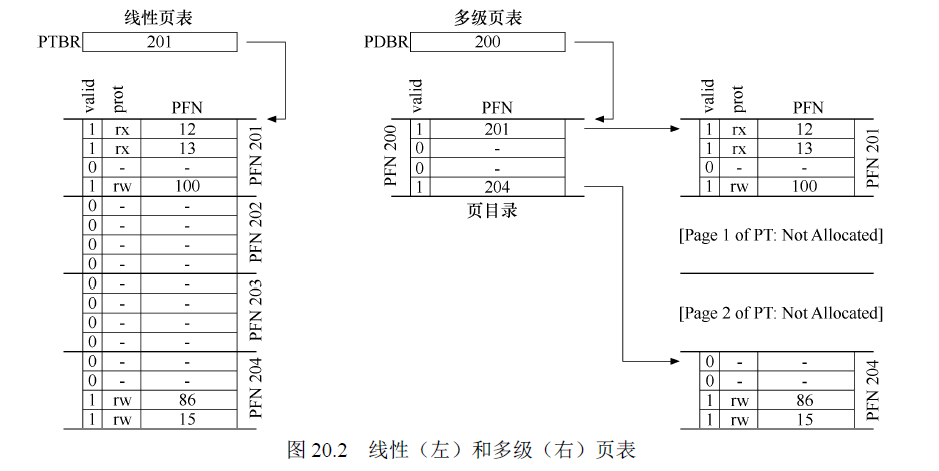 线性页表
PTBR 201
valid prot PFN
1 rx 12
1 rx 13
0 - -
1 rw 100
PFN 201
0 - -
0 - -
0 - -
0 - -
PFN 202
0 - -
0 - -
0 - -
0 - -
PFN 203
0 - -
0 - -
1 rw 86
1 rw 15
PFN 204
多级页表
PDBR 200
valid PFN
PFN 200
1 201
0 -
0 -
1 204
页目录
valid prot PFN
1 rx 12
1 rx 13
0 - -
1 rw 100
PFN 201
[Page 1 of PT: Not Allocated]
[Page 2 of PT: Not Allocated]
0 - -
0 - -
1 rw 86
1 rw 15
PFN 204
图 20.2 线性（左）和多级（右）页表